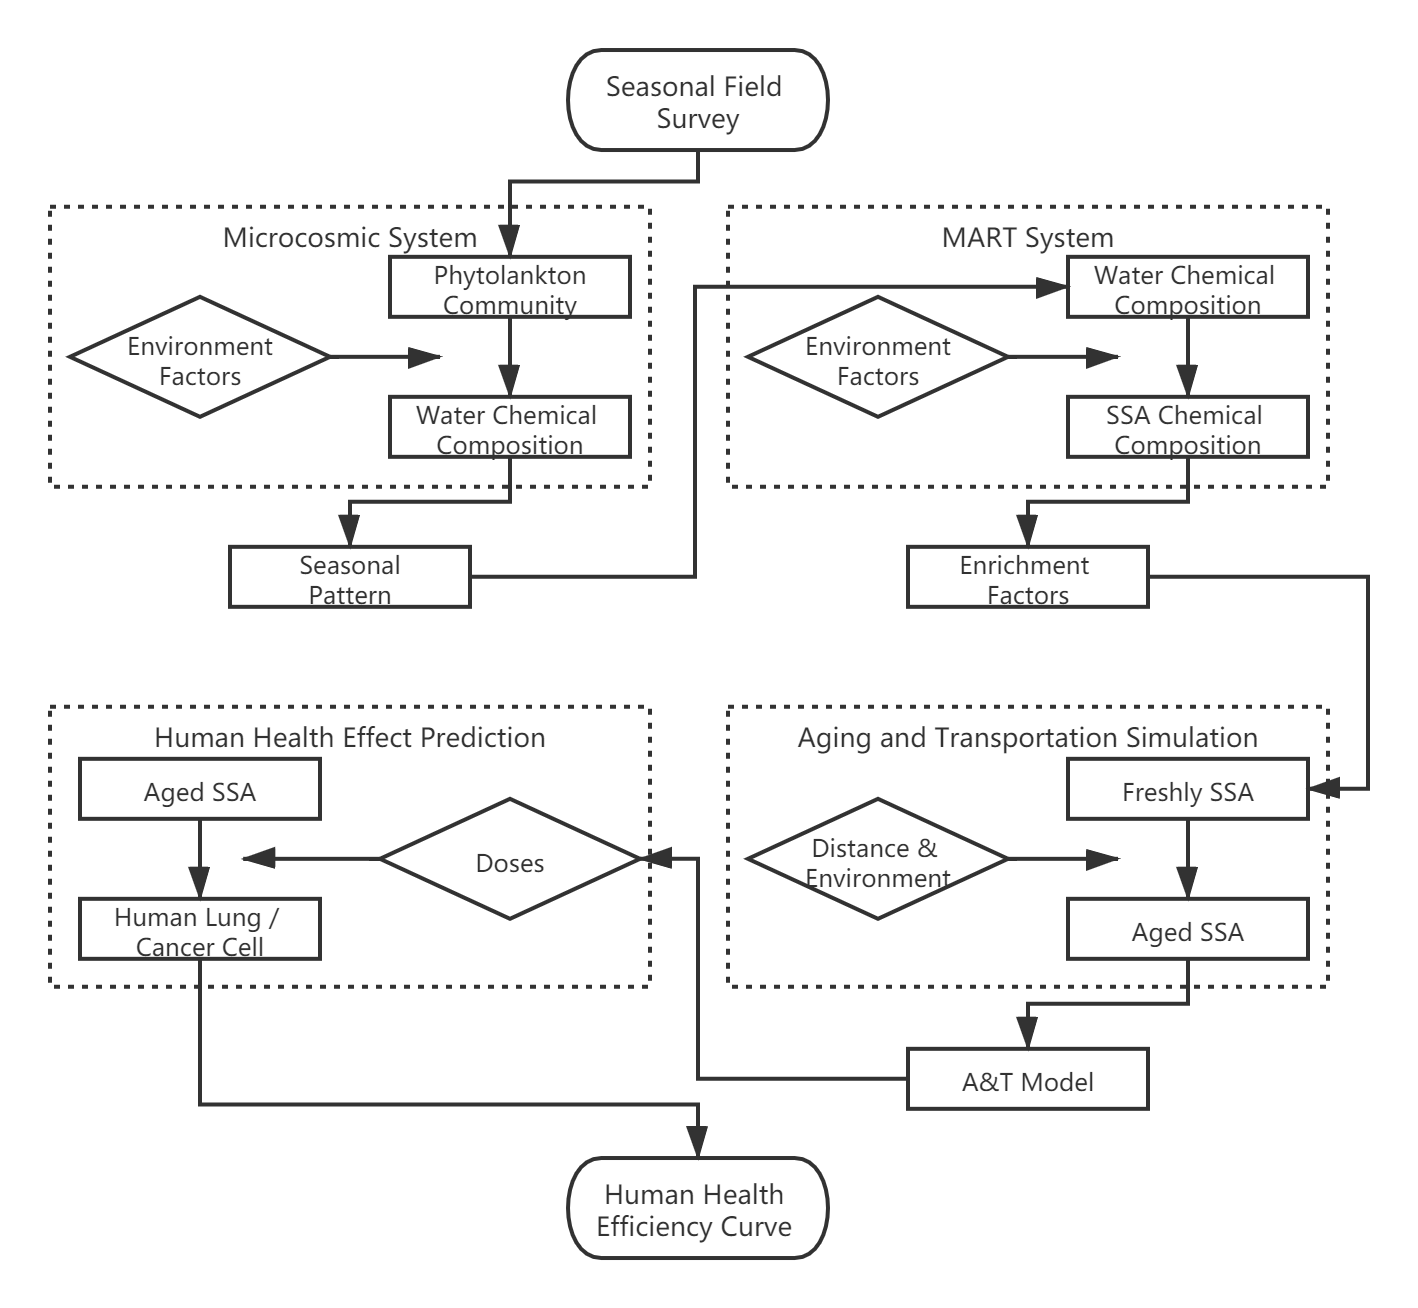 Seasonal Field
Survey
Microcosmic System
Phytolankton
Community
Environment
Factors
Water Chemical
Composition
Seasonal
Pattern
MART System
Water Chemical
Composition
Environment
Factors
SSA Chemical
Composition
Enrichment
Factors
Human Health Effect Prediction
Aged SSA
Doses
Human Lung /
Cancer Cell
Aging and Transportation Simulation
Freshly SSA
Distance &
Environment
Aged SSA
A&T Model
Human Health
Efficiency Curve